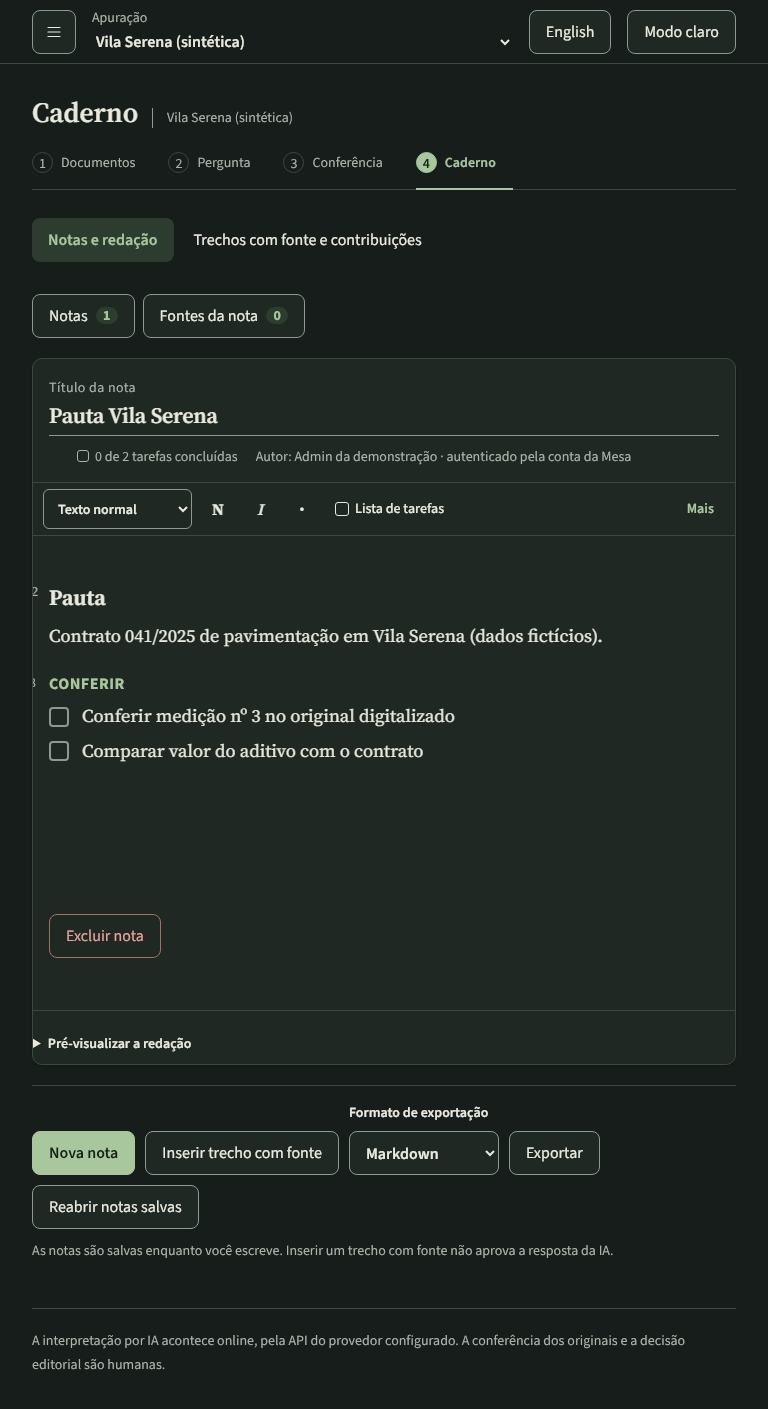 Apuração
Vila Serena (sintética)
English
Modo claro
Caderno
Vila Serena (sintética)
1 Documentos
2 Pergunta
3 Conferência
4 Caderno
Notas e redação
Trechos com fonte e contribuições
Notas 1
Fontes da nota 0
Título da nota
Pauta Vila Serena
0 de 2 tarefas concluídas
Autor: Admin da demonstração · autenticado pela conta da Mesa
Texto normal
N
I
•
Lista de tarefas
Mais
2
Pauta
Contrato 041/2025 de pavimentação em Vila Serena (dados fictícios).
CONFERIR
Conferir medição nº 3 no original digitalizado
Comparar valor do aditivo com o contrato
Excluir nota
Pré-visualizar a redação
Formato de exportação
Nova nota
Inserir trecho com fonte
Markdown
Exportar
Reabrir notas salvas
As notas são salvas enquanto você escreve. Inserir um trecho com fonte não aprova a resposta da IA.
A interpretação por IA acontece online, pela API do provedor configurado. A conferência dos originais e a decisão
editorial são humanas.